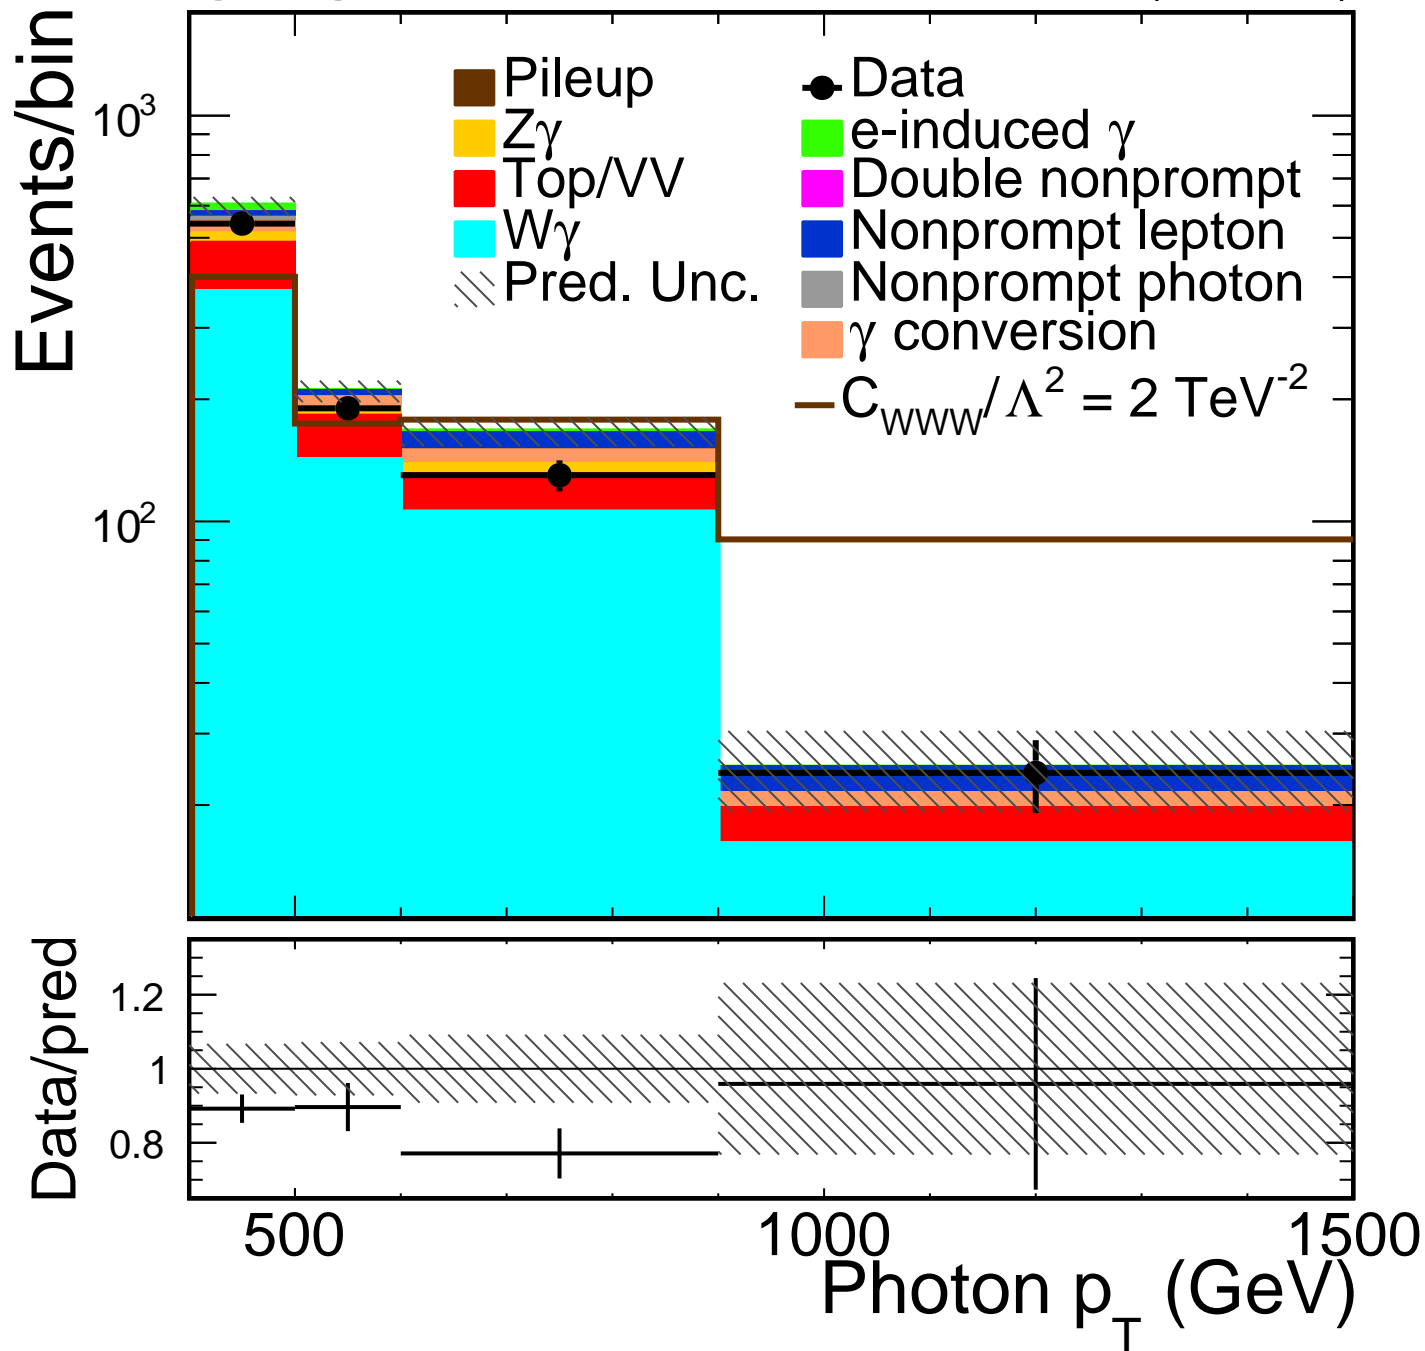 Events/bin
10³
10²
Pileup
Zγ
Top/VV
Wγ
Pred. Unc.
Data
e-induced γ
Double nonprompt
Nonprompt lepton
Nonprompt photon
γ conversion
C_WWW/Λ² = 2 TeV⁻²
Data/pred
1.2
1
0.8
500
1000
1500
Photon p_T (GeV)